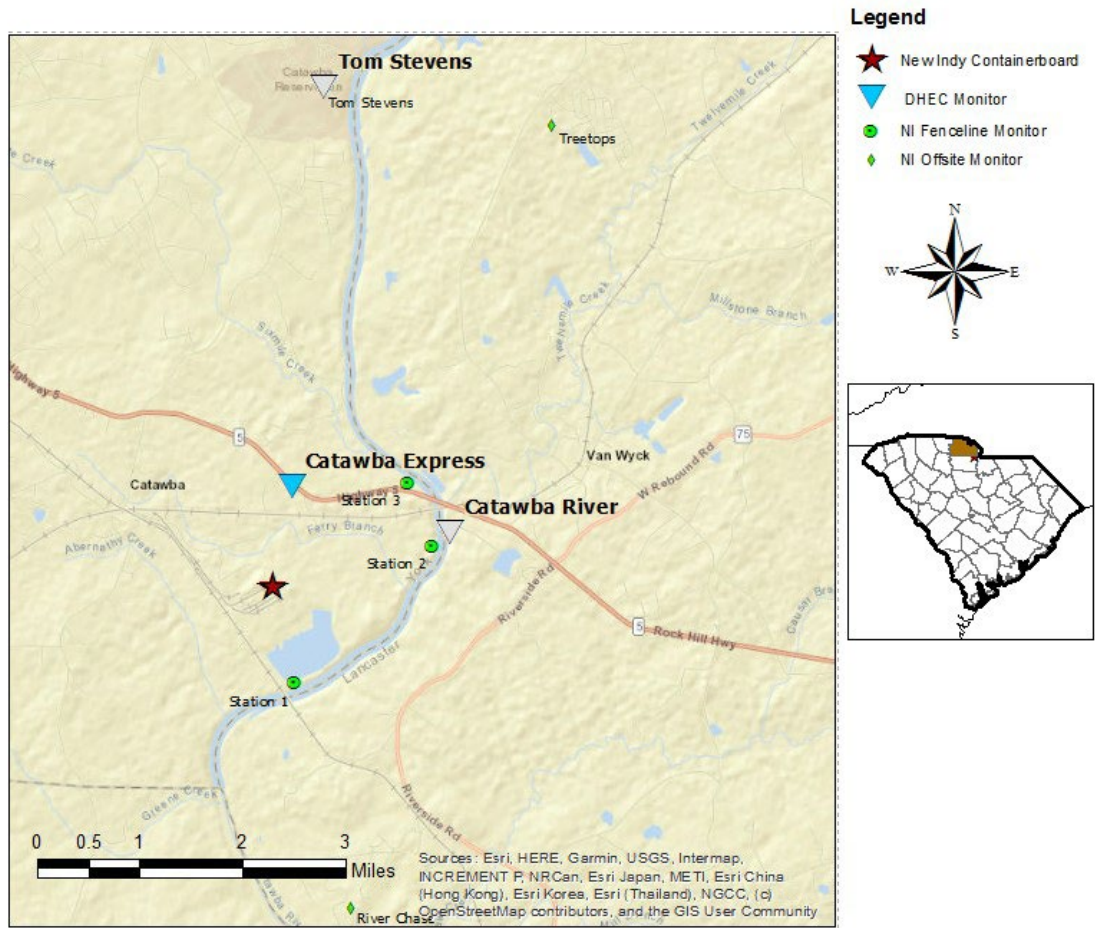 Legend
New Indy Containerboard
DHEC Monitor
NI Fenceline Monitor
NI Offsite Monitor
N
W
E
S
Tom Stevens
Catawba
Reservation
Tom Stevens
Treetops
Twelvemile Creek
Sixmile Creek
Twelvemile Creek
Millstone Branch
Highway 5
5
75
Catawba Express
Van Wyck
W Rebound Rd
Catawba
Highway 5
Station 3
Catawba River
Ferry Branch
Abernathy Creek
Station 2
York
Riverside Rd
5
Rock Hill Hwy
Lancaster
Station 1
Greene Creek
Riverside Rd
0 0.5 1 2 3
Miles
Sources: Esri, HERE, Garmin, USGS, Intermap,
INCREMENT P, NRCan, Esri Japan, METI, Esri China
(Hong Kong), Esri Korea, Esri (Thailand), NGCC, (c)
OpenStreetMap contributors, and the GIS User Community
River Chase